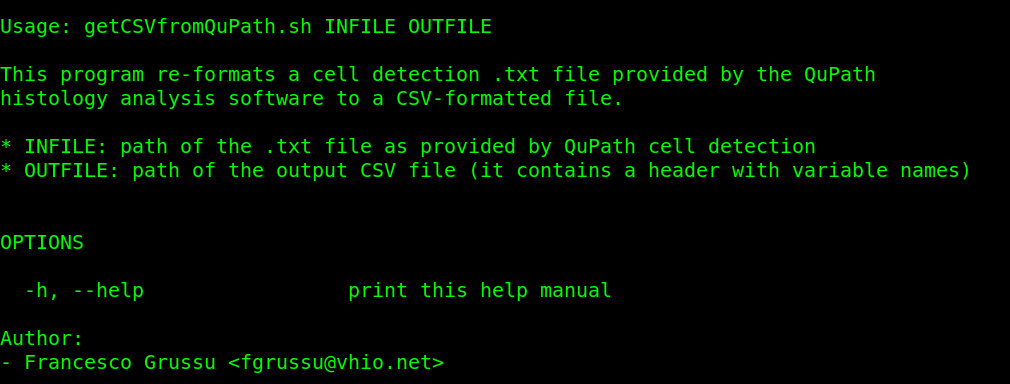 Usage: getCSVfromQuPath.sh INFILE OUTFILE
This program re-formats a cell detection .txt file provided by the QuPath
histology analysis software to a CSV-formatted file.
* INFILE: path of the .txt file as provided by QuPath cell detection
* OUTFILE: path of the output CSV file (it contains a header with variable names)
OPTIONS
-h, --help print this help manual
Author:
- Francesco Grussu <fgrussu@vhio.net>